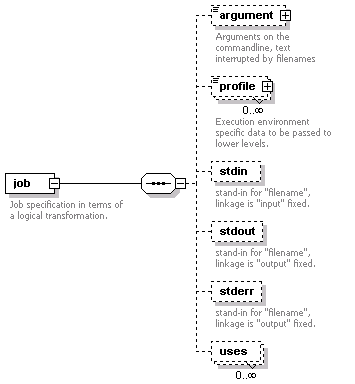 argument
Arguments on the
commandline, text
interrupted by filenames
profile
0..∞
Execution environment
specific data to be passed to
lower levels.
job
Job specification in terms of
a logical transformation.
stdin
stand-in for "filename",
linkage is "input" fixed.
stdout
stand-in for "filename",
linkage is "output" fixed.
stderr
stand-in for "filename",
linkage is "output" fixed.
uses
0..∞